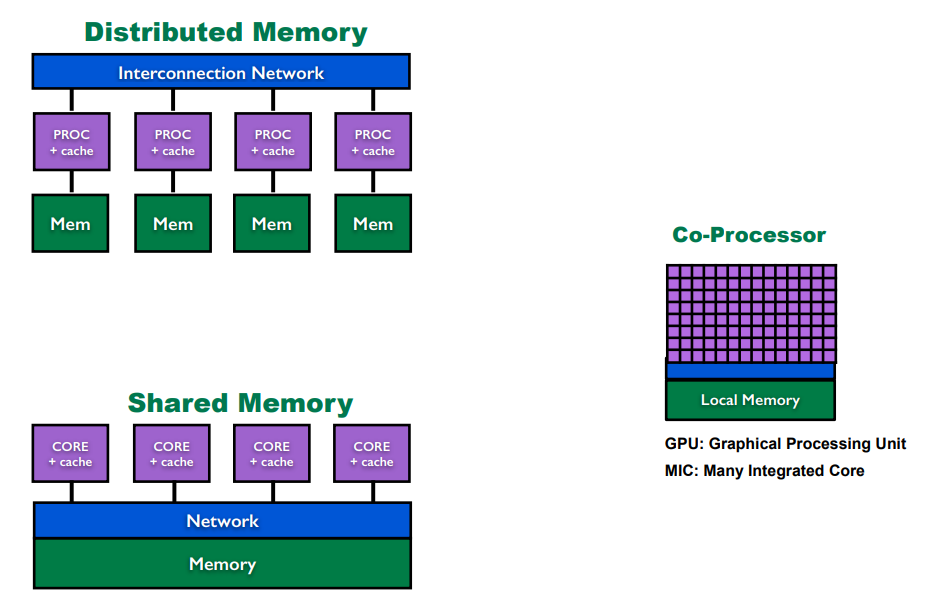 Distributed Memory
Interconnection Network
PROC PROC PROC PROC
+ cache + cache + cache + cache
Mem Mem Mem Mem
Shared Memory
CORE CORE CORE CORE
+ cache + cache + cache + cache
Network
Memory
Co-Processor
Local Memory
GPU: Graphical Processing Unit
MIC: Many Integrated Core